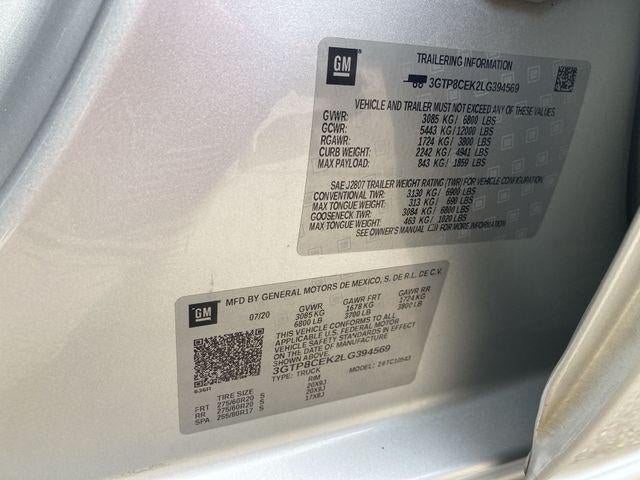 GM
TRAILERING INFORMATION
3GTP8CEK2LG394569
VEHICLE AND TRAILER MUST NOT EXCEED ANY OF THESE VALUES
GVWR: 3085 KG/ 6800 LBS
GCWR: 5443 KG/12000 LBS
RGAWR: 1724 KG/ 3800 LBS
CURB WEIGHT: 2242 KG/ 4941 LBS
MAX PAYLOAD: 843 KG/ 1859 LBS
SAE J2807 TRAILER WEIGHT RATING (TWR) FOR VEHICLE CONFIGURATION
CONVENTIONAL TWR: 3130 KG/ 6900 LBS
MAX TONGUE WEIGHT: 313 KG/ 690 LBS
GOOSENECK TWR: 3084 KG/ 6800 LBS
MAX TONGUE WEIGHT: 463 KG/ 1020 LBS
SEE OWNER'S MANUAL FOR MORE INFORMATION
GM
MFD BY GENERAL MOTORS DE MEXICO, S. DE R.L. DE C.V.
07/20 GVWR GAWR FRT GAWR RR
3085 KG 1678 KG 1724 KG
6800 LB 3700 LB 3800 LB
THIS VEHICLE CONFORMS TO ALL
APPLICABLE U.S. FEDERAL MOTOR
VEHICLE SAFETY STANDARDS IN EFFECT
ON THE DATE OF MANUFACTURE
SHOWN ABOVE.
3GTP8CEK2LG394569
TYPE: TRUCK MODEL:
TIRE SIZE RIM
FRT 275/60R20 S 20X9J
RR 275/60R20 S 20X9J
SPA 255/80R17 S 17X8J